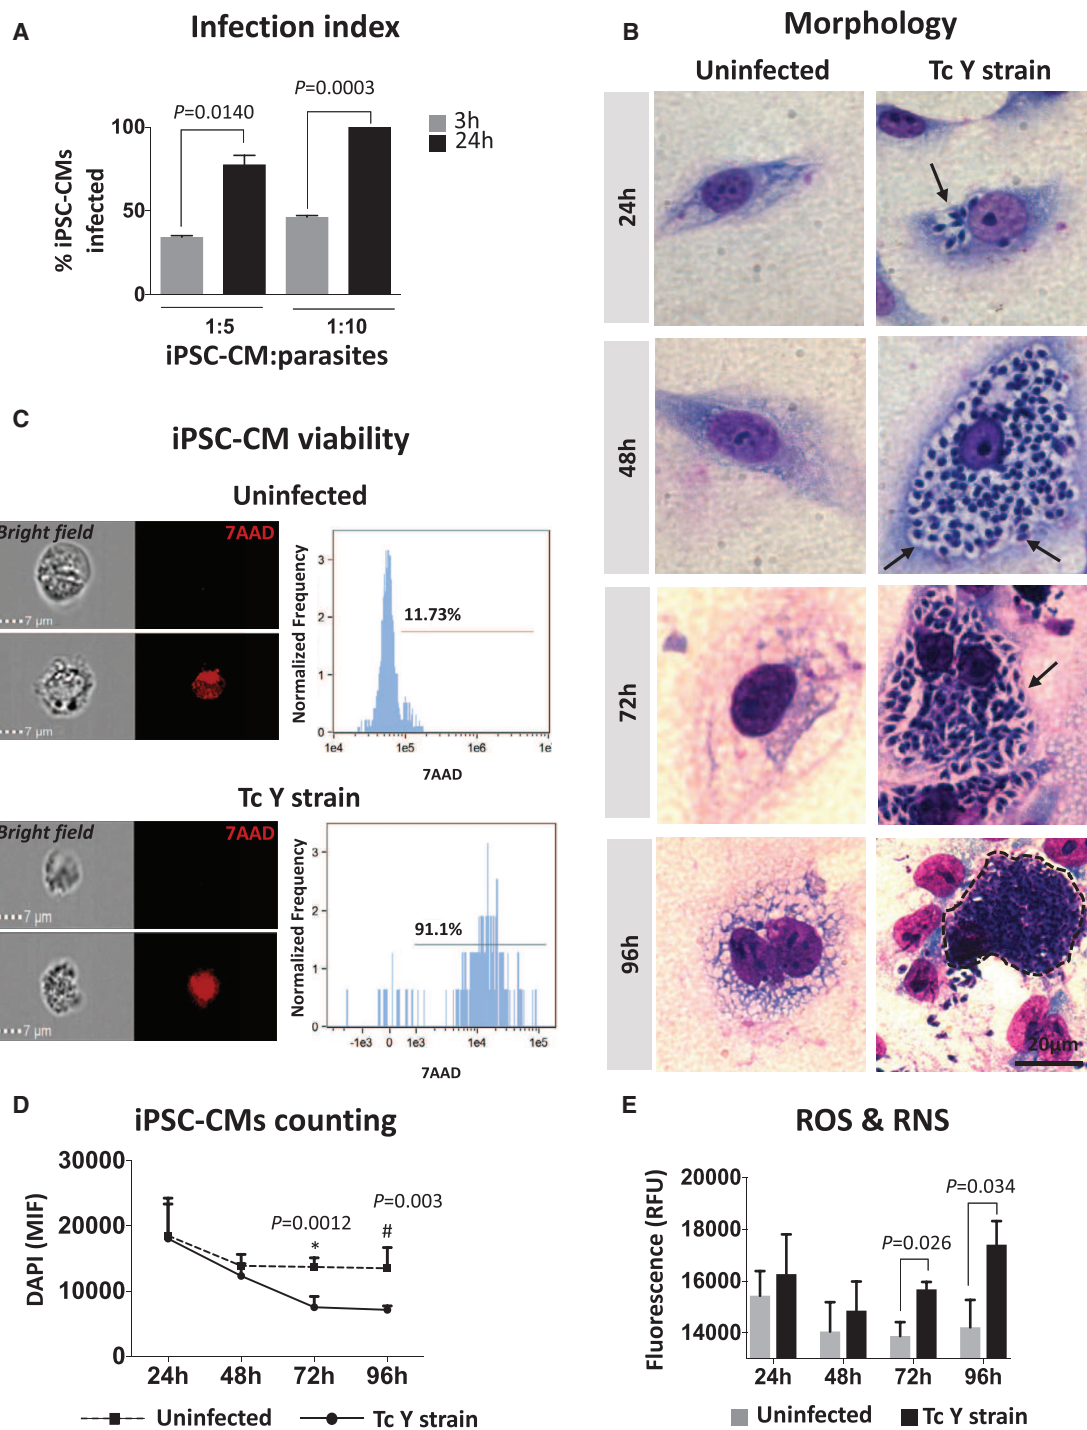 A
Infection index
P=0.0140
P=0.0003
3h
24h
% iPSC-CMs
infected
100
50
0
1:5
1:10
iPSC-CM:parasites
B
Morphology
Uninfected
Tc Y strain
24h
48h
72h
96h
20μm
C
iPSC-CM viability
Uninfected
Bright field
7AAD
7 μm
7 μm
Normalized Frequency
3
2
1
0
11.73%
1e4
1e5
1e6
1e
7AAD
Tc Y strain
Bright field
7AAD
7 μm
7 μm
Normalized Frequency
3
2
1
0
91.1%
-1e3
0
1e3
1e4
1e5
7AAD
D
iPSC-CMs counting
DAPI (MIF)
30000
20000
10000
0
P=0.0012
*
P=0.003
#
24h
48h
72h
96h
Uninfected
Tc Y strain
E
ROS & RNS
Fluorescence (RFU)
20000
18000
16000
14000
P=0.026
P=0.034
24h
48h
72h
96h
Uninfected
Tc Y strain